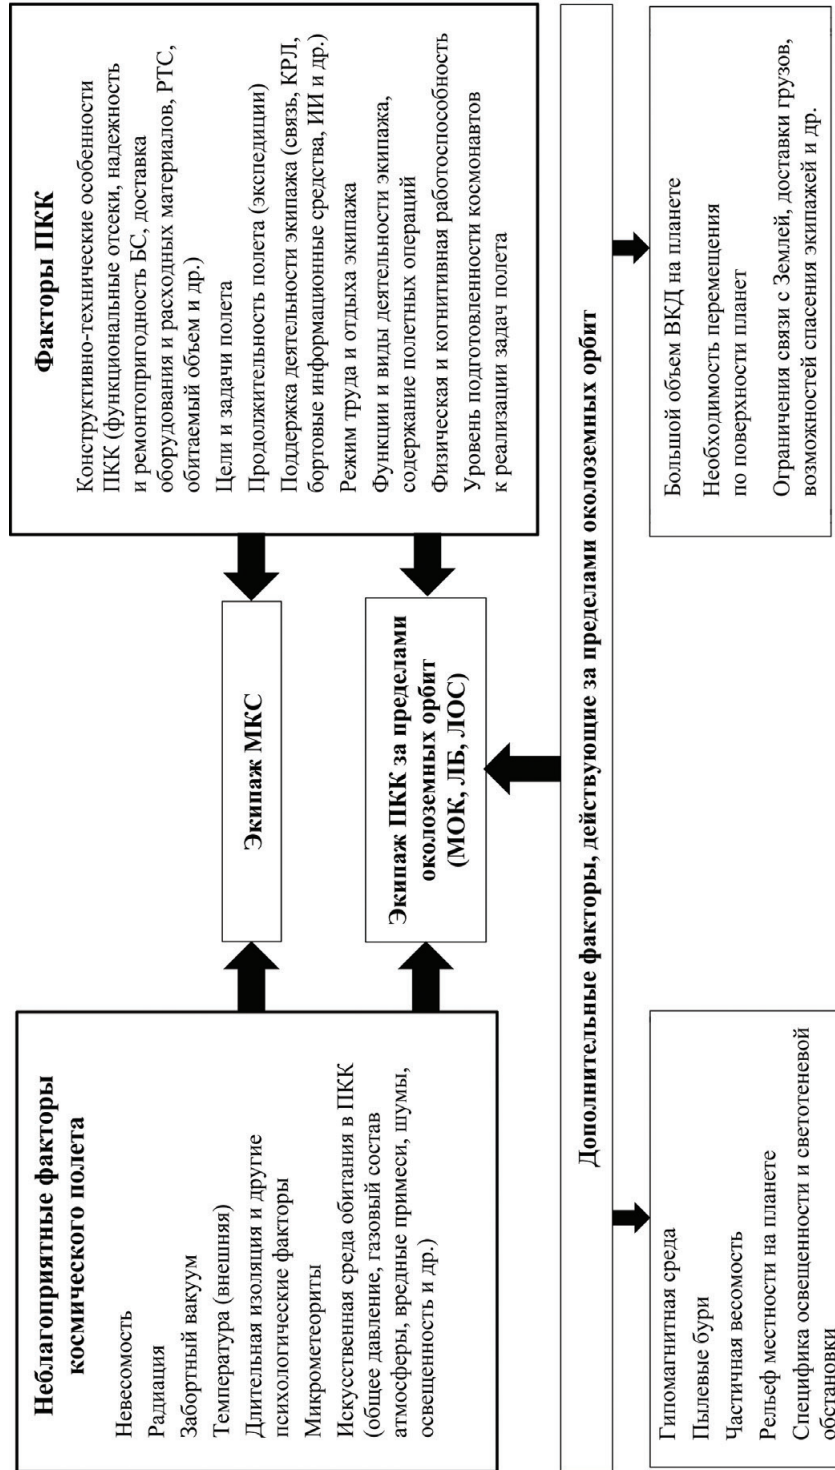 Неблагоприятные факторы
космического полета
Невесомость
Радиация
Забортный вакуум
Температура (внешняя)
Длительная изоляция и другие
психологические факторы
Микрометеориты
Искусственная среда обитания в ПКК
(общее давление, газовый состав
атмосферы, вредные примеси, шумы,
освещенность и др.)
Экипаж МКС
Экипаж ПКК за пределами
околоземных орбит
(МОК, ЛБ, ЛОС)
Факторы ПКК
Конструктивно-технические особенности
ПКК (функциональные отсеки, надежность
и ремонтопригодность БС, доставка
оборудования и расходных материалов, РТС,
обитаемый объем и др.)
Цели и задачи полета
Продолжительность полета (экспедиции)
Поддержка деятельности экипажа (связь, КРЛ,
бортовые информационные средства, ИИ и др.)
Режим труда и отдыха экипажа
Функции и виды деятельности экипажа,
содержание полетных операций
Физическая и когнитивная работоспособность
Уровень подготовленности космонавтов
к реализации задач полета
Дополнительные факторы, действующие за пределами околоземных орбит
Гипомагнитная среда
Пылевые бури
Частичная весомость
Рельеф местности на планете
Специфика освещенности и светотеневой
обстановки
Большой объем ВКД на планете
Необходимость перемещения
по поверхности планет
Ограничения связи с Землей, доставки грузов,
возможностей спасения экипажей и др.